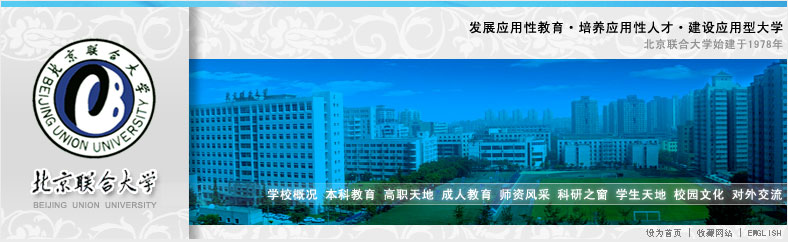 北京联合大学
BEIJING UNION UNIVERSITY
北京联合大学
BEIJING UNION UNIVERSITY
发展应用性教育·培养应用性人才·建设应用型大学
北京联合大学始建于1978年
学校概况 本科教育 高职天地 成人教育 师资风采 科研之窗 学生天地 校园文化 对外交流
设为首页 | 收藏网站 | ENGLISH